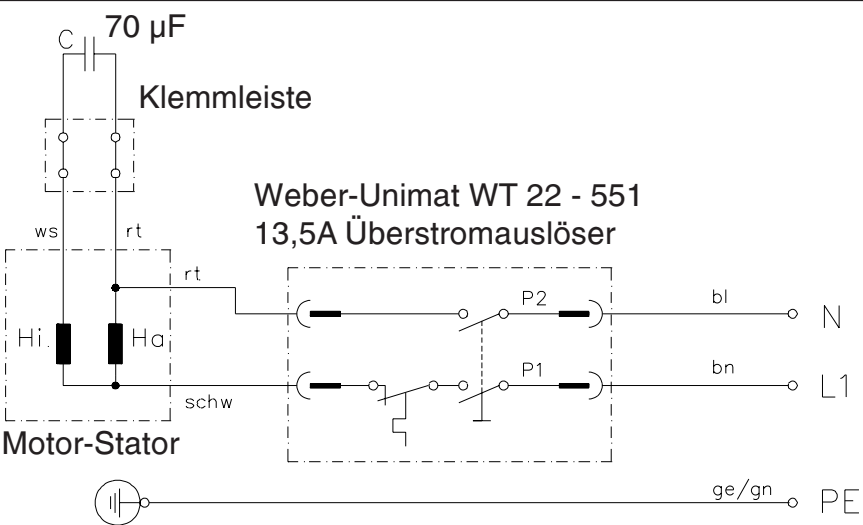 70 µF
C
Klemmleiste
Weber-Unimat WT 22 - 551
13,5A Überstromauslöser
ws
rt
rt
P2
bl
N
Hi.
Ha
P1
bn
L1
schw
Motor-Stator
ge/gn
PE